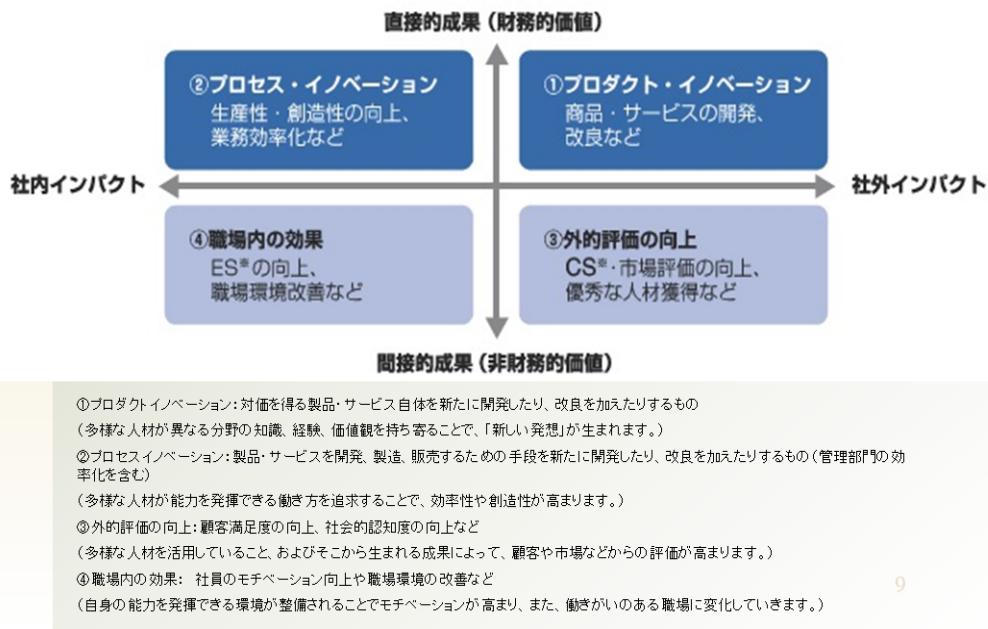 直接的成果（財務的価値）
②プロセス・イノベーション
生産性・創造性の向上、
業務効率化など
①プロダクト・イノベーション
商品・サービスの開発、
改良など
社内インパクト
社外インパクト
④職場内の効果
ES※の向上、
職場環境改善など
③外的評価の向上
CS※・市場評価の向上、
優秀な人材獲得など
間接的成果（非財務的価値）
①プロダクトイノベーション：対価を得る製品・サービス自体を新たに開発したり、改良を加えたりするもの
（多様な人材が異なる分野の知識、経験、価値観を持ち寄ることで、「新しい発想」が生まれます。）
②プロセスイノベーション：製品・サービスを開発、製造、販売するための手段を新たに開発したり、改良を加えたりするもの（管理部門の効
率化を含む）
（多様な人材が能力を発揮できる働き方を追求することで、効率性や創造性が高まります。）
③外的評価の向上：顧客満足度の向上、社会的認知度の向上など
（多様な人材を活用していること、およびそこから生まれる成果によって、顧客や市場などからの評価が高まります。）
④職場内の効果： 社員のモチベーション向上や職場環境の改善など
（自身の能力を発揮できる環境が整備されることでモチベーションが高まり、また、働きがいのある職場に変化していきます。）
9